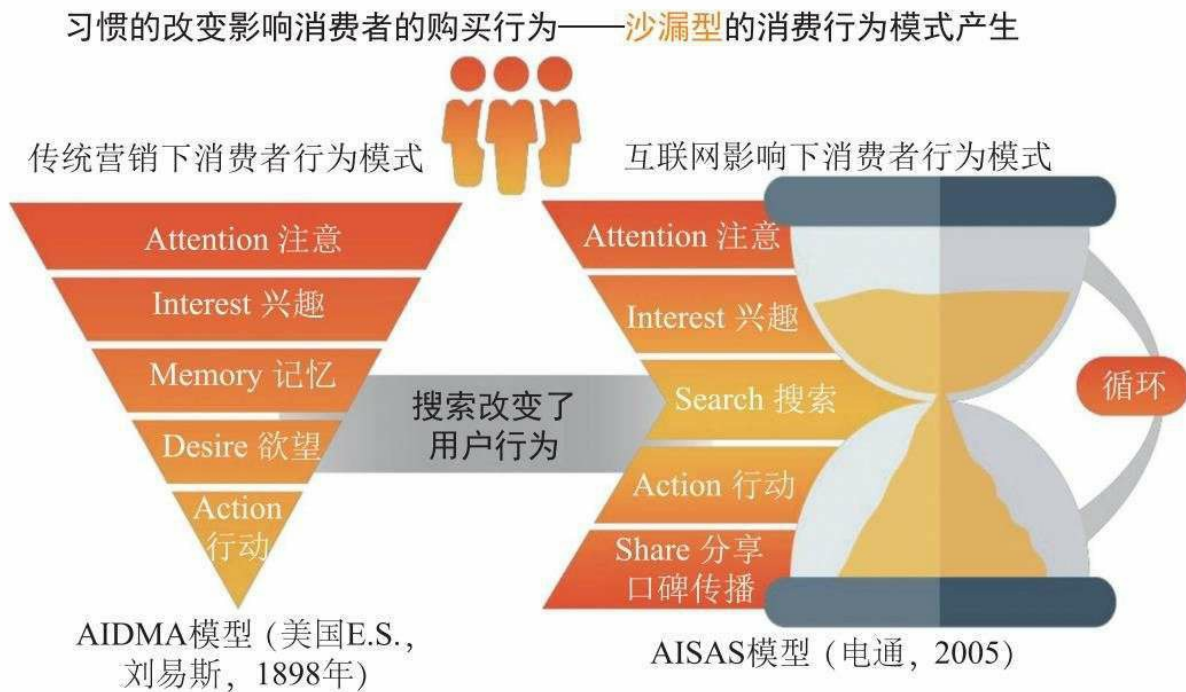 习惯的改变影响消费者的购买行为——沙漏型的消费行为模式产生
传统营销下消费者行为模式
Attention 注意
Interest 兴趣
Memory 记忆
Desire 欲望
Action
行动
AIDMA模型 (美国E.S.,
刘易斯, 1898年)
搜索改变了
用户行为
互联网影响下消费者行为模式
Attention 注意
Interest 兴趣
Search 搜索
Action 行动
Share 分享
口碑传播
循环
AISAS模型 (电通, 2005)